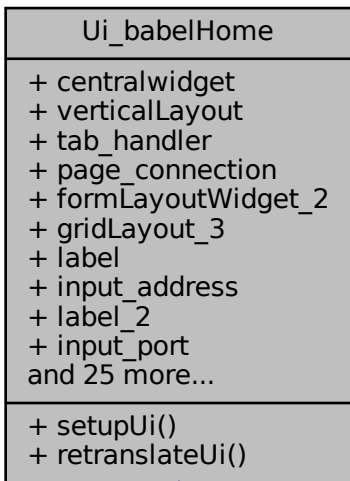 Ui_babelHome
+ centralwidget
+ verticalLayout
+ tab_handler
+ page_connection
+ formLayoutWidget_2
+ gridLayout_3
+ label
+ input_address
+ label_2
+ input_port
and 25 more...
+ setupUi()
+ retranslateUi()